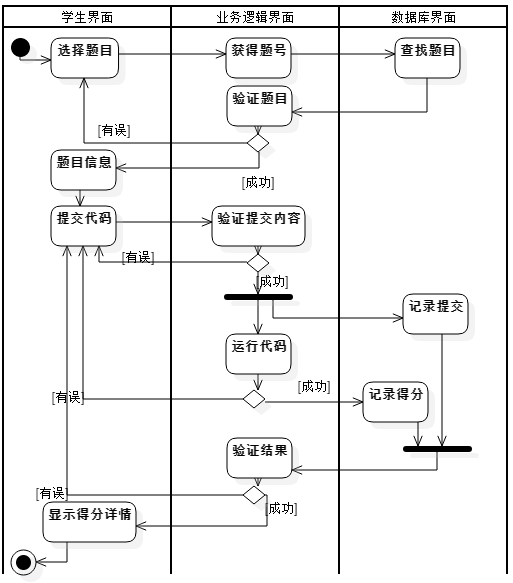 学生界面
业务逻辑界面
数据库界面
选择题目
获得题号
查找题目
验证题目
[有误]
题目信息
[成功]
提交代码
验证提交内容
[有误]
[成功]
记录提交
运行代码
[成功]
[有误]
记录得分
验证结果
[有误]
[成功]
显示得分详情